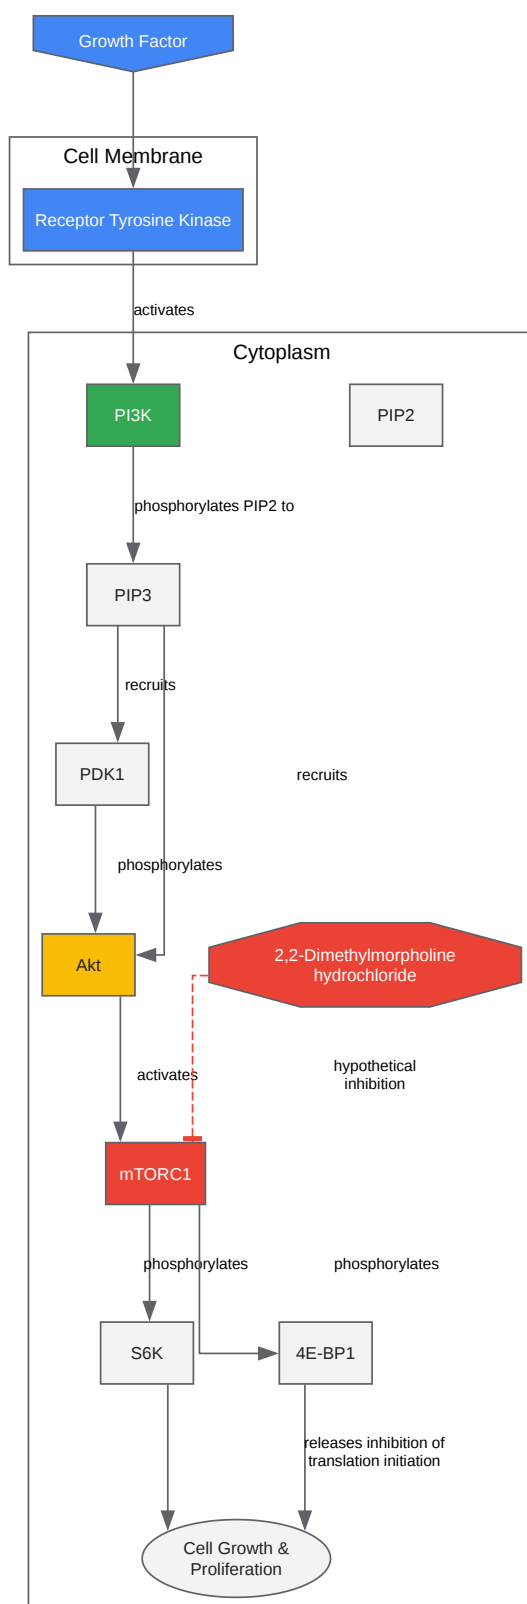 Growth Factor
Cell Membrane
Receptor Tyrosine Kinase
activates
Cytoplasm
PI3K
PIP2
phosphorylates PIP2 to
PIP3
recruits
PDK1
recruits
phosphorylates
Akt
2,2-Dimethylmorpholine
hydrochloride
activates
hypothetical
inhibition
mTORC1
phosphorylates
phosphorylates
S6K
4E-BP1
releases inhibition of
translation initiation
Cell Growth &
Proliferation